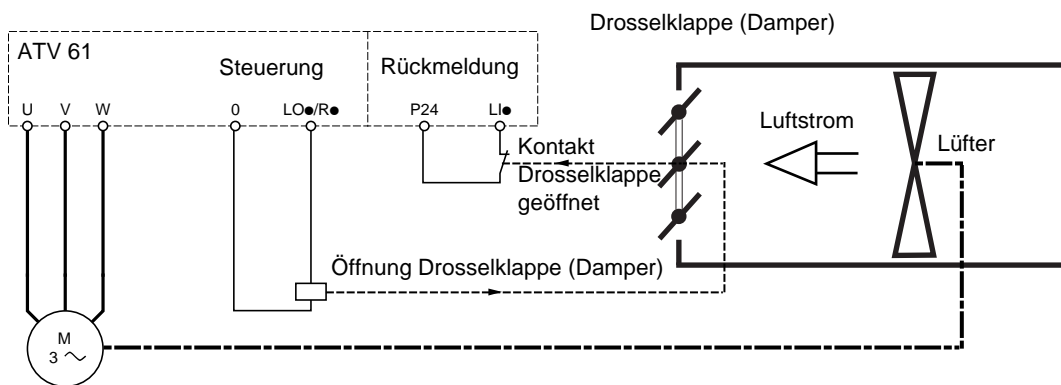 Drosselklappe (Damper)
ATV 61
Steuerung
Rückmeldung
U
V
W
0
LO●/R●
P24
LI●
Kontakt
Drosselklappe
geöffnet
Luftstrom
Lüfter
Öffnung Drosselklappe (Damper)
M
3